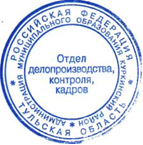 РОССИЙСКАЯ ФЕДЕРАЦИЯ
АДМИНИСТРАЦИЯ МУНИЦИПАЛЬНОГО ОБРАЗОВАНИЯ КУРКИНСКИЙ РАЙОН
ТУЛЬСКАЯ ОБЛАСТЬ
Отдел
делопроизводства,
контроля,
кадров